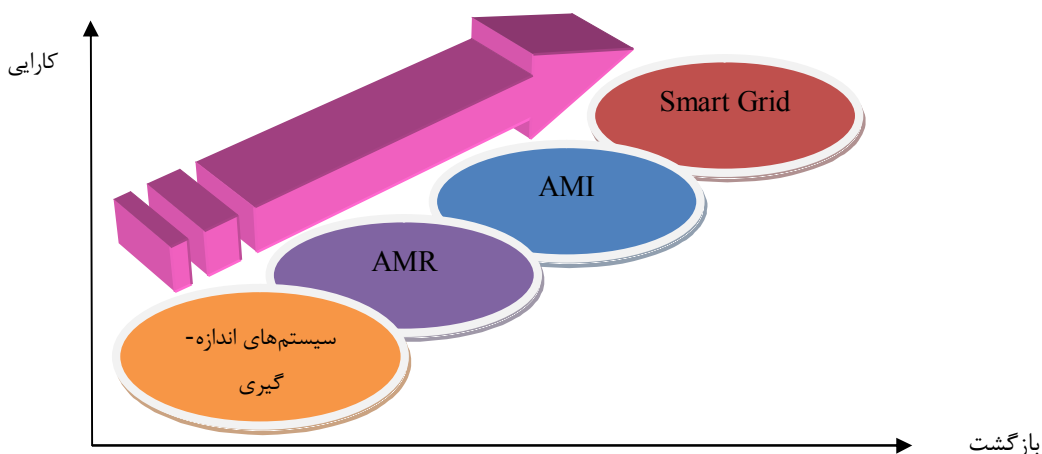 کارایی
Smart Grid
AMI
AMR
سیستم‌های اندازه-
گیری
بازگشت